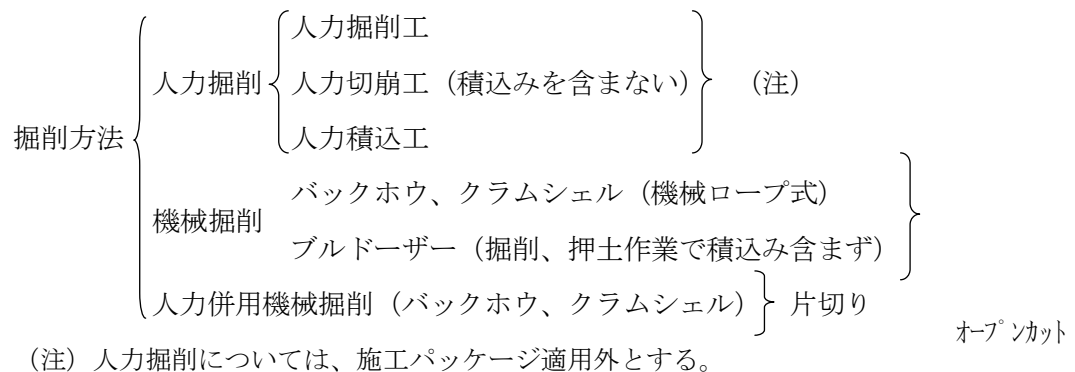 人力掘削工
人力掘削 人力切崩工（積込みを含まない） （注）
掘削方法 人力積込工
バックホウ、クラムシェル（機械ロープ式）
機械掘削
ブルドーザー（掘削、押土作業で積込み含まず）
人力併用機械掘削（バックホウ、クラムシェル） 片切り
オープンカット
（注）人力掘削については、施工パッケージ適用外とする。